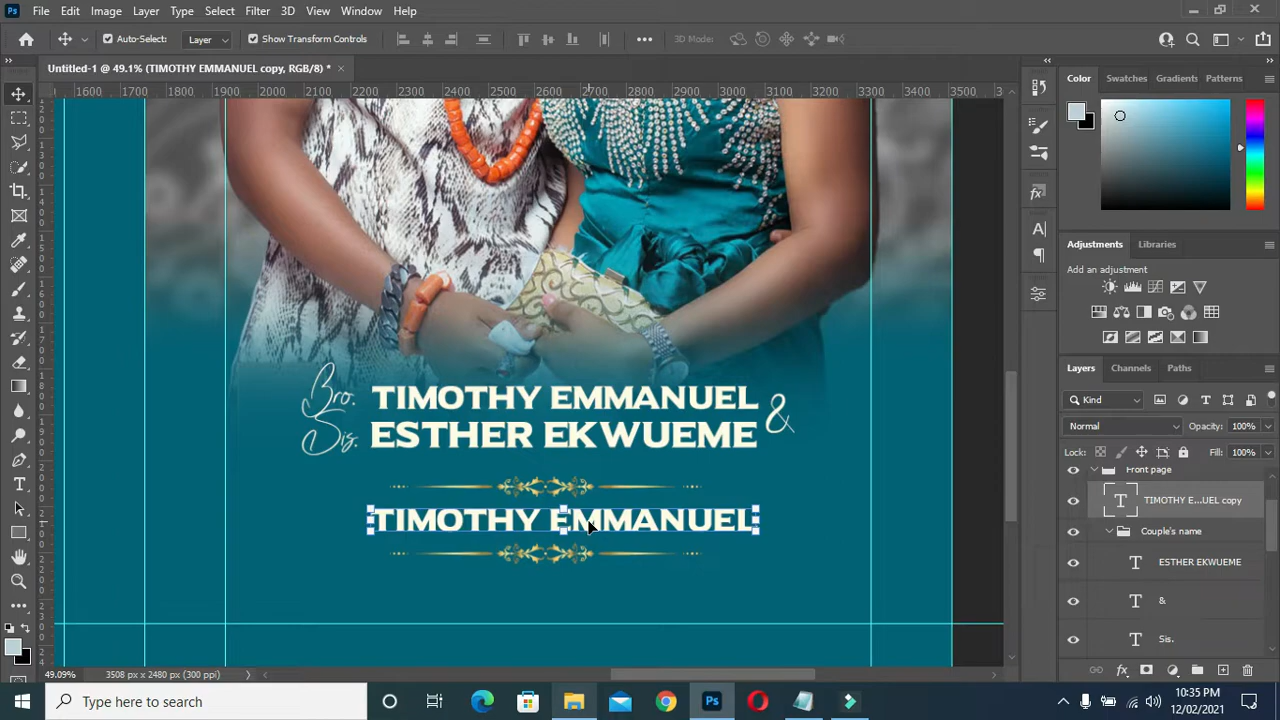 Ps File Edit Image Layer Type Select Filter 3D View Window Help
Auto-Select: Layer Show Transform Controls 3D Mode:
Untitled-1 @ 49.1% (TIMOTHY EMMANUEL copy, RGB/8) *
1600 1700 1800 1900 2000 2100 2200 2300 2400 2500 2600 2700 2800 2900 3000 3100 3200 3300 3400 3500
Color Swatches Gradients Patterns
Adjustments Libraries
Add an adjustment
Layers Channels Paths
Kind
Normal Opacity: 100%
Lock: Fill: 100%
Front page
TIMOTHY E...UEL copy
Couple's name
ESTHER EKWUEME
&
Sis.
Bro. TIMOTHY EMMANUEL &
Sis. ESTHER EKWUEME
TIMOTHY EMMANUEL
49.09% 3508 px x 2480 px (300 ppi)
Type here to search
10:35 PM
12/02/2021